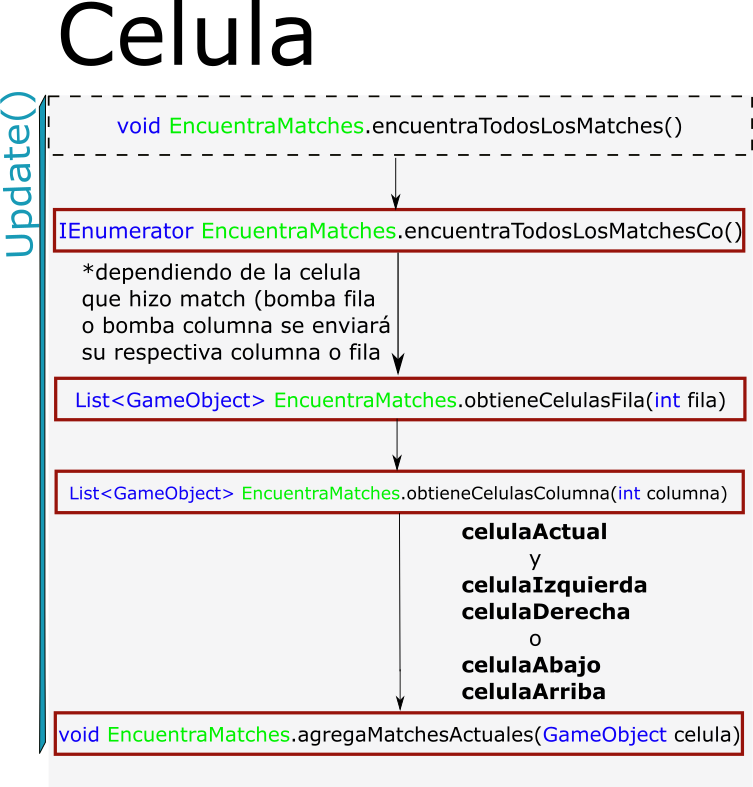 Celula
Update()
void EncuentraMatches.encuentraTodosLosMatches()
IEnumerator EncuentraMatches.encuentraTodosLosMatchesCo()
*dependiendo de la celula
que hizo match (bomba fila
o bomba columna se enviará
su respectiva columna o fila
List<GameObject> EncuentraMatches.obtieneCelulasFila(int fila)
List<GameObject> EncuentraMatches.obtieneCelulasColumna(int columna)
celulaActual
y
celulaIzquierda
celulaDerecha
o
celulaAbajo
celulaArriba
void EncuentraMatches.agregaMatchesActuales(GameObject celula)